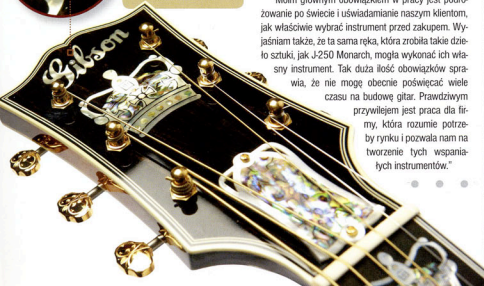 "Moim głównym obowiązkiem w pracy jest podró-
żowanie po świecie i uświadamianie naszym klientom,
jak właściwie wybrać instrument przed zakupem. Wy-
jaśniam także, że ta sama ręka, która zrobiła takie dzie-
ło sztuki, jak J-250 Monarch, mogła wykonać ich wła-
sny instrument. Tak duża ilość obowiązków spra-
wia, że nie mogę obecnie poświęcać wiele
czasu na budowę gitar. Prawdziwym
przywilejem jest praca dla fir-
my, która rozumie potrze-
by rynku i pozwala nam na
tworzenie tych wspania-
łych instrumentów."
Gibson